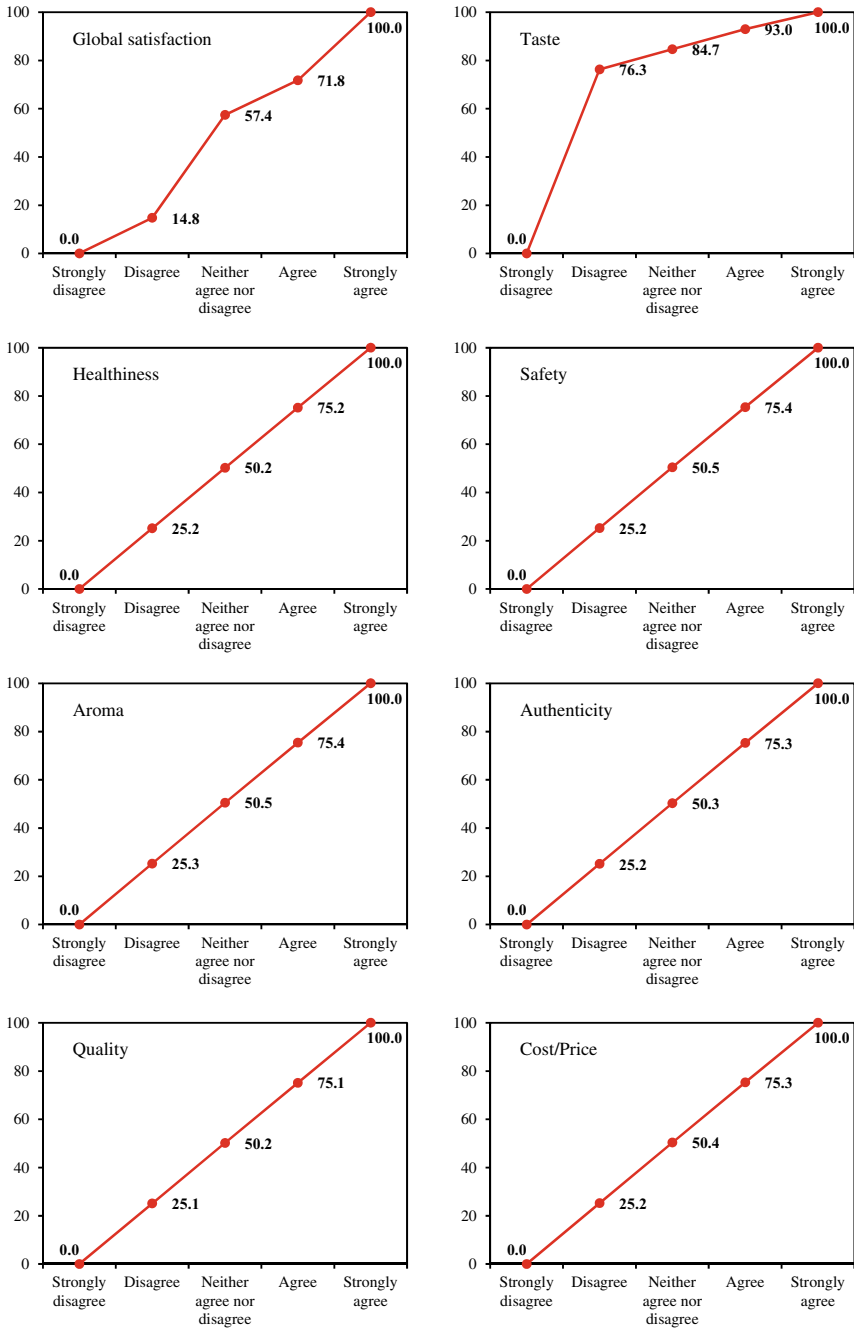 Global satisfaction
100
80
60
40
20
0
0.0
14.8
57.4
71.8
100.0
Strongly
disagree
Disagree
Neither
agree nor
disagree
Agree
Strongly
agree
Taste
100
80
60
40
20
0
0.0
76.3
84.7
93.0
100.0
Strongly
disagree
Disagree
Neither
agree nor
disagree
Agree
Strongly
agree
Healthiness
100
80
60
40
20
0
0.0
25.2
50.2
75.2
100.0
Strongly
disagree
Disagree
Neither
agree nor
disagree
Agree
Strongly
agree
Safety
100
80
60
40
20
0
0.0
25.2
50.5
75.4
100.0
Strongly
disagree
Disagree
Neither
agree nor
disagree
Agree
Strongly
agree
Aroma
100
80
60
40
20
0
0.0
25.3
50.5
75.4
100.0
Strongly
disagree
Disagree
Neither
agree nor
disagree
Agree
Strongly
agree
Authenticity
100
80
60
40
20
0
0.0
25.2
50.3
75.3
100.0
Strongly
disagree
Disagree
Neither
agree nor
disagree
Agree
Strongly
agree
Quality
100
80
60
40
20
0
0.0
25.1
50.2
75.1
100.0
Strongly
disagree
Disagree
Neither
agree nor
disagree
Agree
Strongly
agree
Cost/Price
100
80
60
40
20
0
0.0
25.2
50.4
75.3
100.0
Strongly
disagree
Disagree
Neither
agree nor
disagree
Agree
Strongly
agree